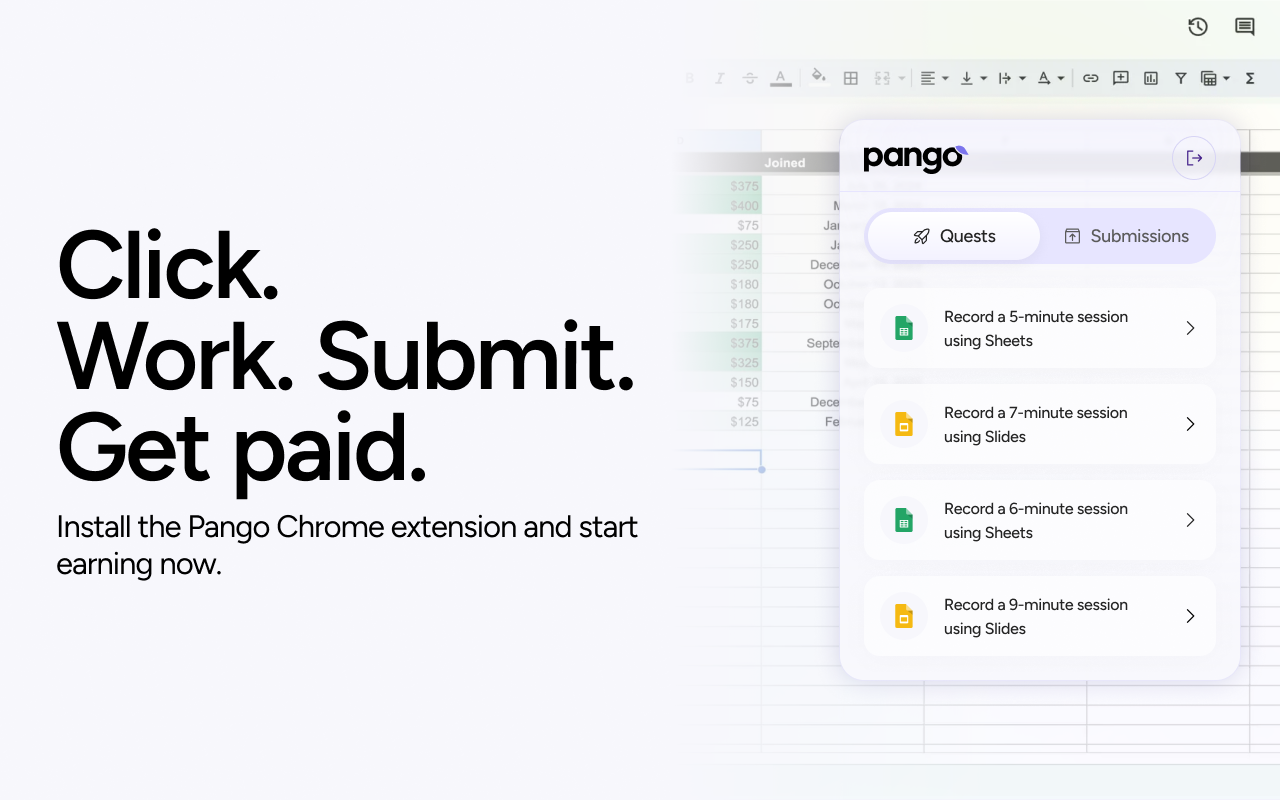 Click.
Work. Submit.
Get paid.
Install the Pango Chrome extension and start
earning now.
Joined
$375
$400
$75
Jan
$250
$250
Dece
$180
Oc
$180
Oc
$175
$375
Septe
$325
$150
$75
Dece
$125
Fe
pango
Quests
Submissions
Record a 5-minute session
using Sheets
Record a 7-minute session
using Slides
Record a 6-minute session
using Sheets
Record a 9-minute session
using Slides